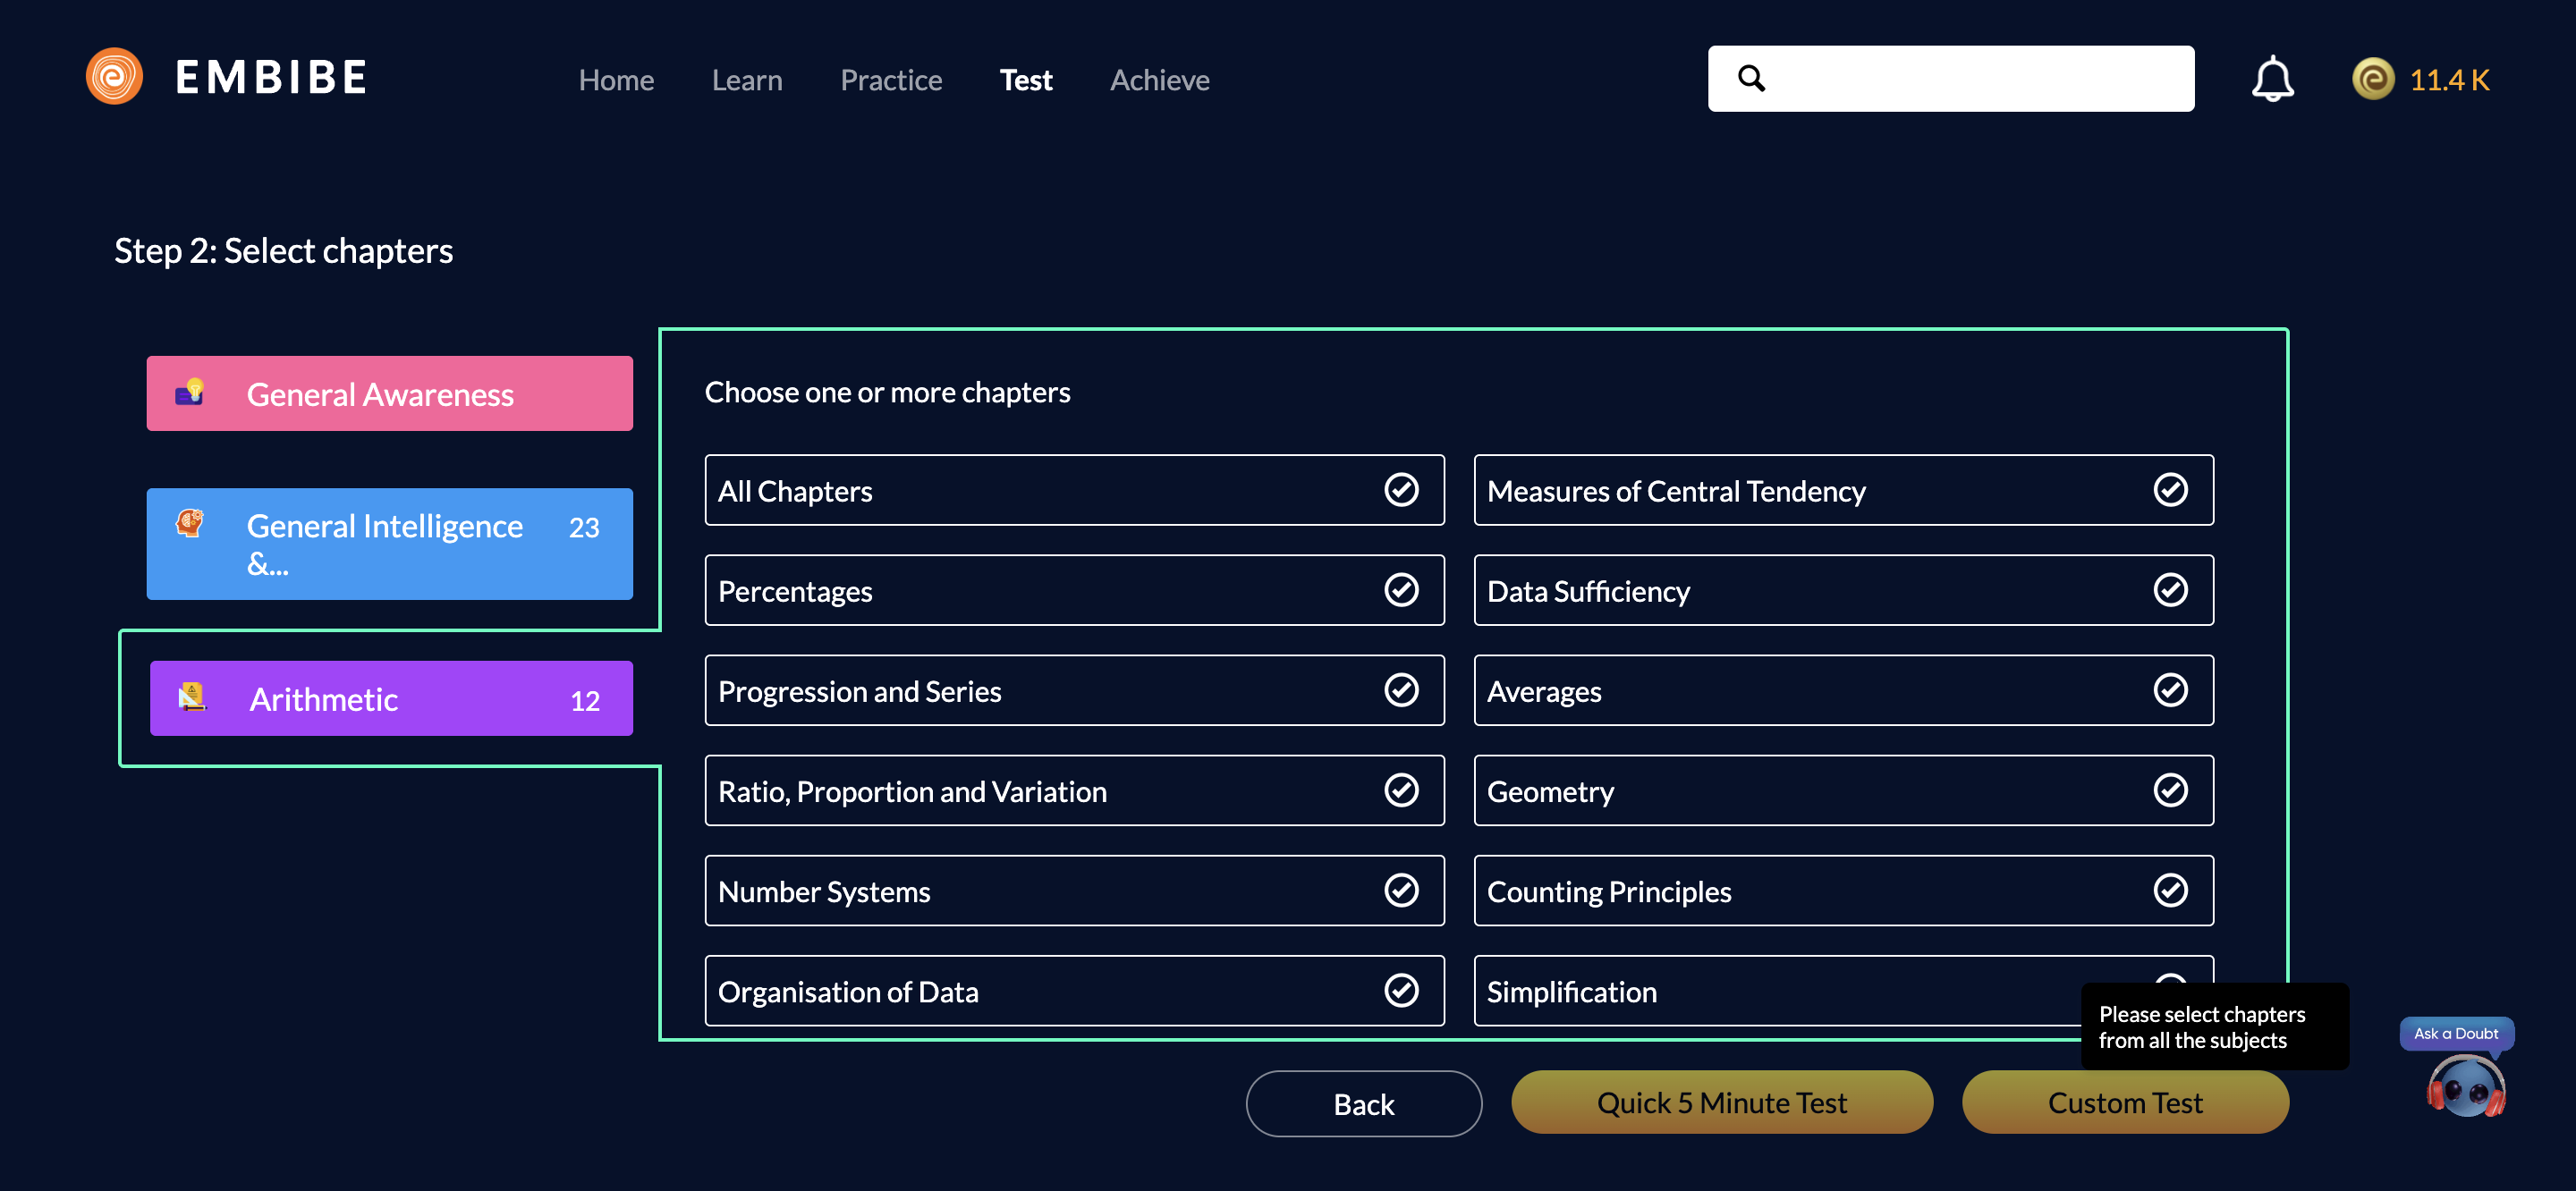 EMBIBE
Home Learn Practice Test Achieve
11.4 K
Step 2: Select chapters
General Awareness
General Intelligence 23
&...
Arithmetic 12
Choose one or more chapters
All Chapters
Measures of Central Tendency
Percentages
Data Sufficiency
Progression and Series
Averages
Ratio, Proportion and Variation
Geometry
Number Systems
Counting Principles
Organisation of Data
Simplification
Please select chapters
from all the subjects
Ask a Doubt
Back
Quick 5 Minute Test
Custom Test